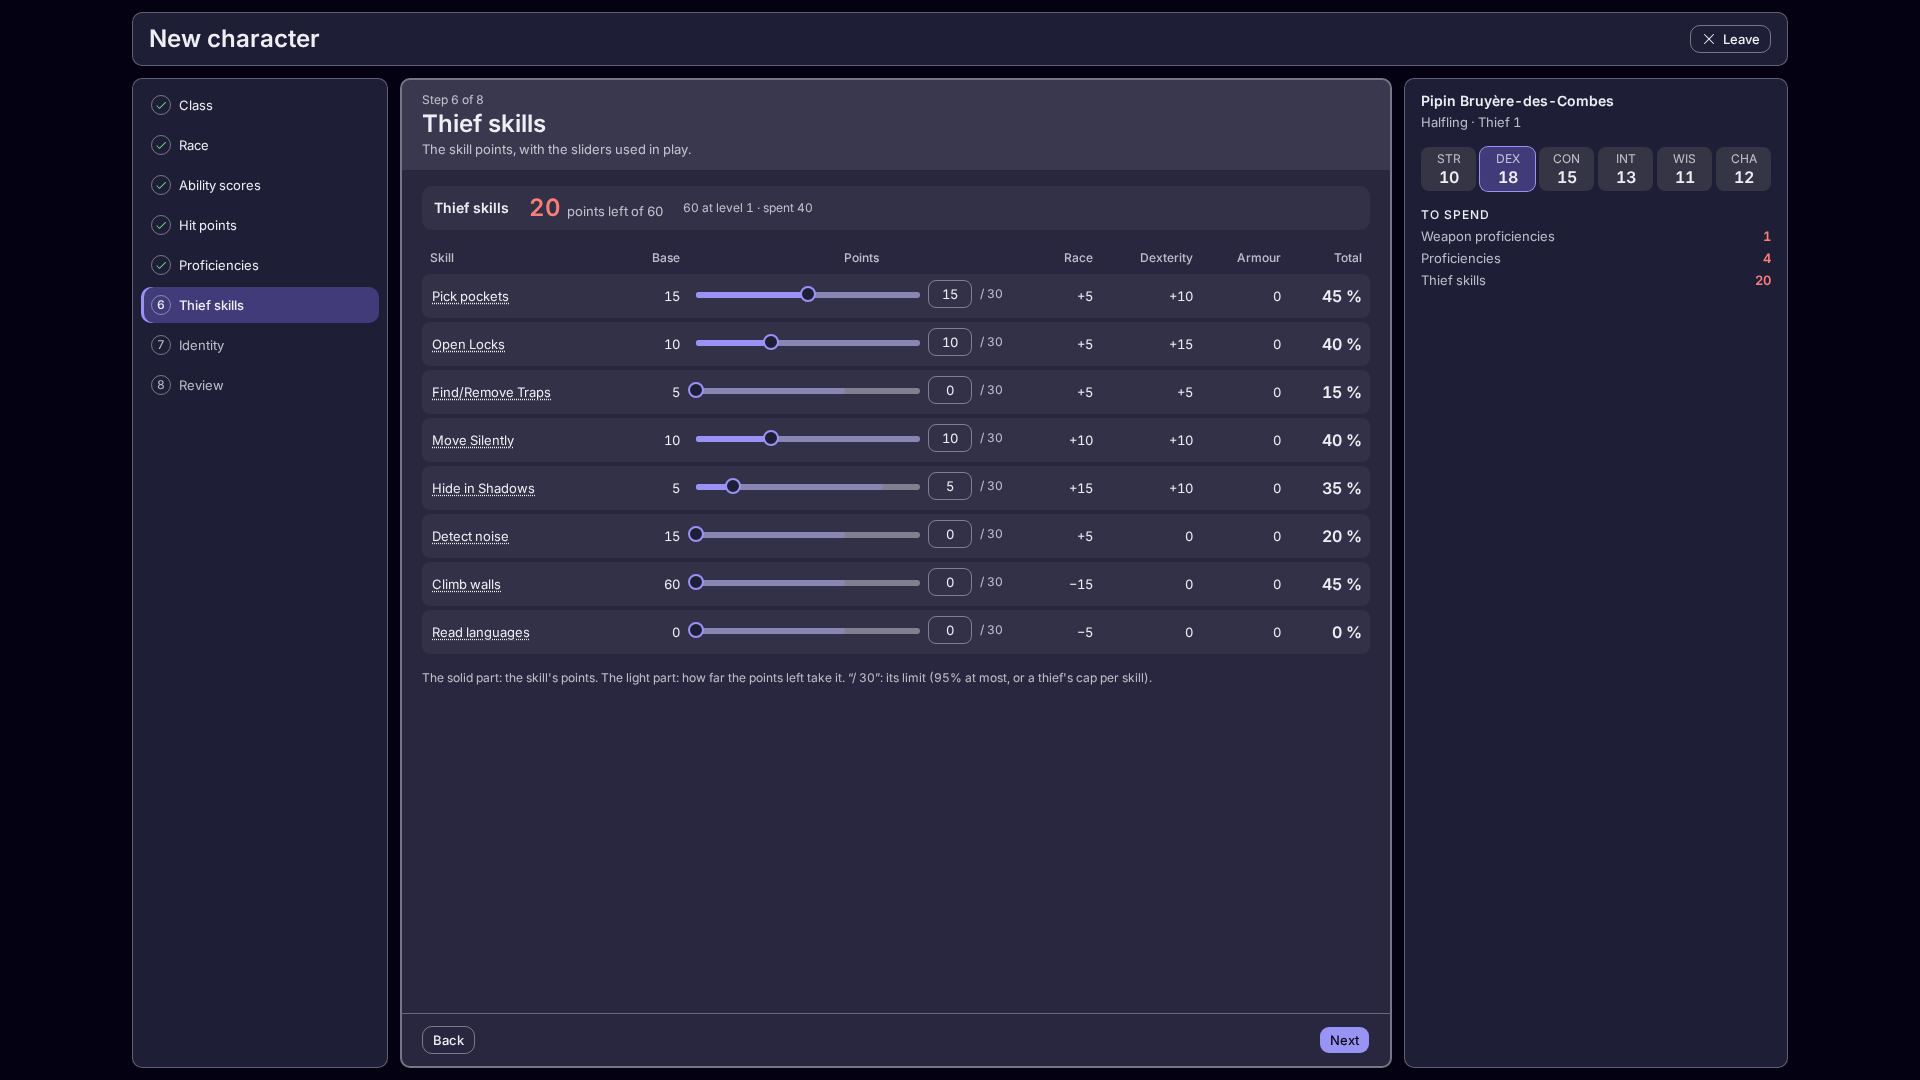 New character
Leave
Class
Race
Ability scores
Hit points
Proficiencies
6 Thief skills
7 Identity
8 Review
Step 6 of 8
Thief skills
The skill points, with the sliders used in play.
Thief skills 20 points left of 60 60 at level 1 · spent 40
Skill Base Points Race Dexterity Armour Total
Pick pockets 15 15 / 30 +5 +10 0 45 %
Open Locks 10 10 / 30 +5 +15 0 40 %
Find/Remove Traps 5 0 / 30 +5 +5 0 15 %
Move Silently 10 10 / 30 +10 +10 0 40 %
Hide in Shadows 5 5 / 30 +15 +10 0 35 %
Detect noise 15 0 / 30 +5 0 0 20 %
Climb walls 60 0 / 30 −15 0 0 45 %
Read languages 0 0 / 30 −5 0 0 0 %
The solid part: the skill's points. The light part: how far the points left take it. “/ 30”: its limit (95% at most, or a thief's cap per skill).
Back Next
Pipin Bruyère-des-Combes
Halfling · Thief 1
STR DEX CON INT WIS CHA
10 18 15 13 11 12
TO SPEND
Weapon proficiencies 1
Proficiencies 4
Thief skills 20